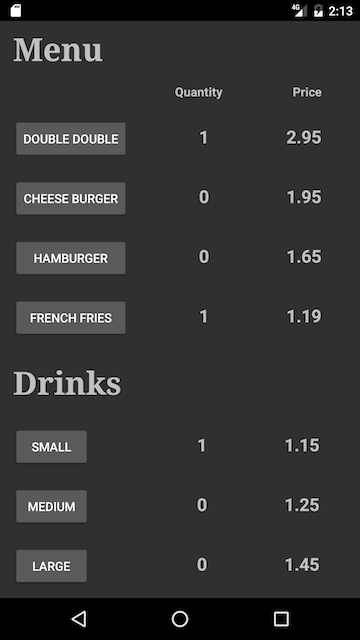 4G 2:13
Menu
Quantity Price
DOUBLE DOUBLE 1 2.95
CHEESE BURGER 0 1.95
HAMBURGER 0 1.65
FRENCH FRIES 1 1.19
Drinks
SMALL 1 1.15
MEDIUM 0 1.25
LARGE 0 1.45